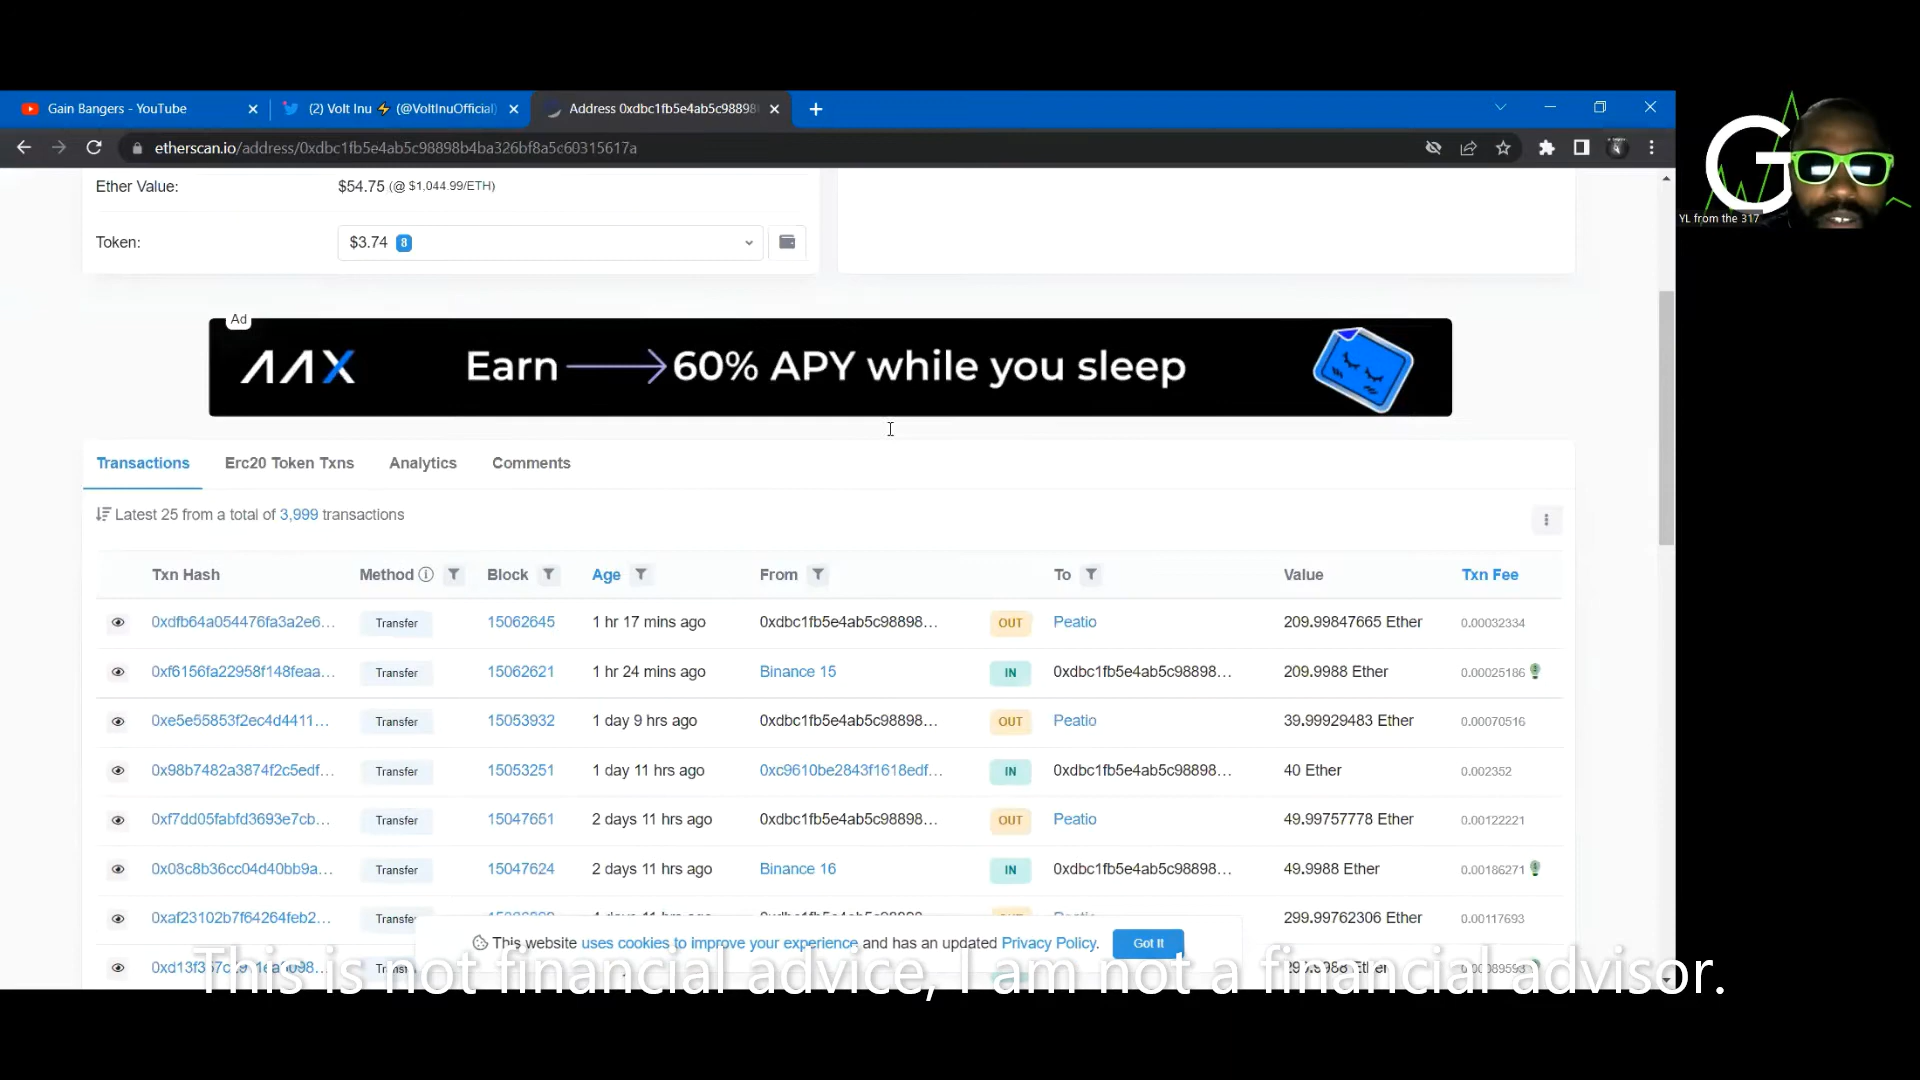 Gain Bangers - YouTube
(2) Volt Inu ⚡ (@VoltInuOfficial)
Address 0xdbc1fb5e4ab5c98898
etherscan.io/address/0xdbc1fb5e4ab5c98898b4ba326bf8a5c60315617a
G
YL from the 317
Ether Value: $54.75 (@ $1,044.99/ETH)
Token: $3.74 8
Ad
AAX Earn → 60% APY while you sleep
Transactions Erc20 Token Txns Analytics Comments
Latest 25 from a total of 3,999 transactions
Txn Hash Method Block Age From To Value Txn Fee
0xdfb64a054476fa3a2e6... Transfer 15062645 1 hr 17 mins ago 0xdbc1fb5e4ab5c98898... OUT Peatio 209.99847665 Ether 0.00032334
0xf6156fa22958f148feaa... Transfer 15062621 1 hr 24 mins ago Binance 15 IN 0xdbc1fb5e4ab5c98898... 209.9988 Ether 0.00025186
0xe5e55853f2ec4d4411... Transfer 15053932 1 day 9 hrs ago 0xdbc1fb5e4ab5c98898... OUT Peatio 39.99929483 Ether 0.00070516
0x98b7482a3874f2c5edf... Transfer 15053251 1 day 11 hrs ago 0xc9610be2843f1618edf... IN 0xdbc1fb5e4ab5c98898... 40 Ether 0.002352
0xf7dd05fabfd3693e7cb... Transfer 15047651 2 days 11 hrs ago 0xdbc1fb5e4ab5c98898... OUT Peatio 49.99757778 Ether 0.00122221
0x08c8b36cc04d40bb9a... Transfer 15047624 2 days 11 hrs ago Binance 16 IN 0xdbc1fb5e4ab5c98898... 49.9988 Ether 0.00186271
0xaf23102b7f64264feb2... Transfer 299.99762306 Ether 0.00117693
This website uses cookies to improve your experience and has an updated Privacy Policy. Got It
This is not financial advice, I am not a financial advisor.